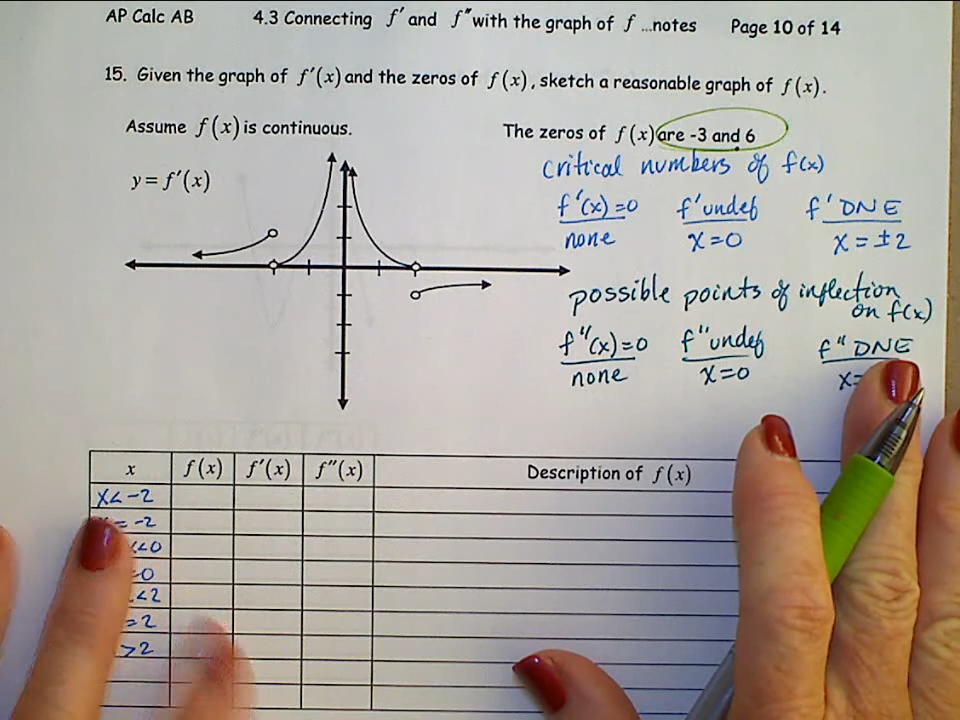 AP Calc AB 4.3 Connecting f′ and f″ with the graph of f …notes Page 10 of 14
15. Given the graph of f′(x) and the zeros of f(x), sketch a reasonable graph of f(x).
Assume f(x) is continuous. The zeros of f(x) are -3 and 6
y = f′(x)
critical numbers of f(x)
f′(x)=0 f′undef f′ DNE
none x=0 x=±2
possible points of inflection
on f(x)
f″(x)=0 f″undef f″ DNE
none x=0 x=
x f(x) f′(x) f″(x) Description of f(x)
x<-2
= -2
<0
=0
<2
=2
>2